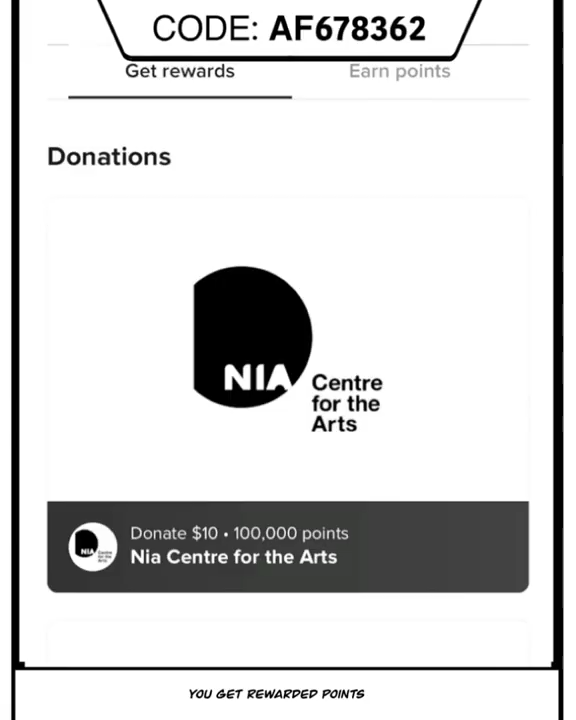 CODE: AF678362
Get rewards
Earn points
Donations
NIA
Centre
for the
Arts
Donate $10 • 100,000 points
Nia Centre for the Arts
YOU GET REWARDED POINTS